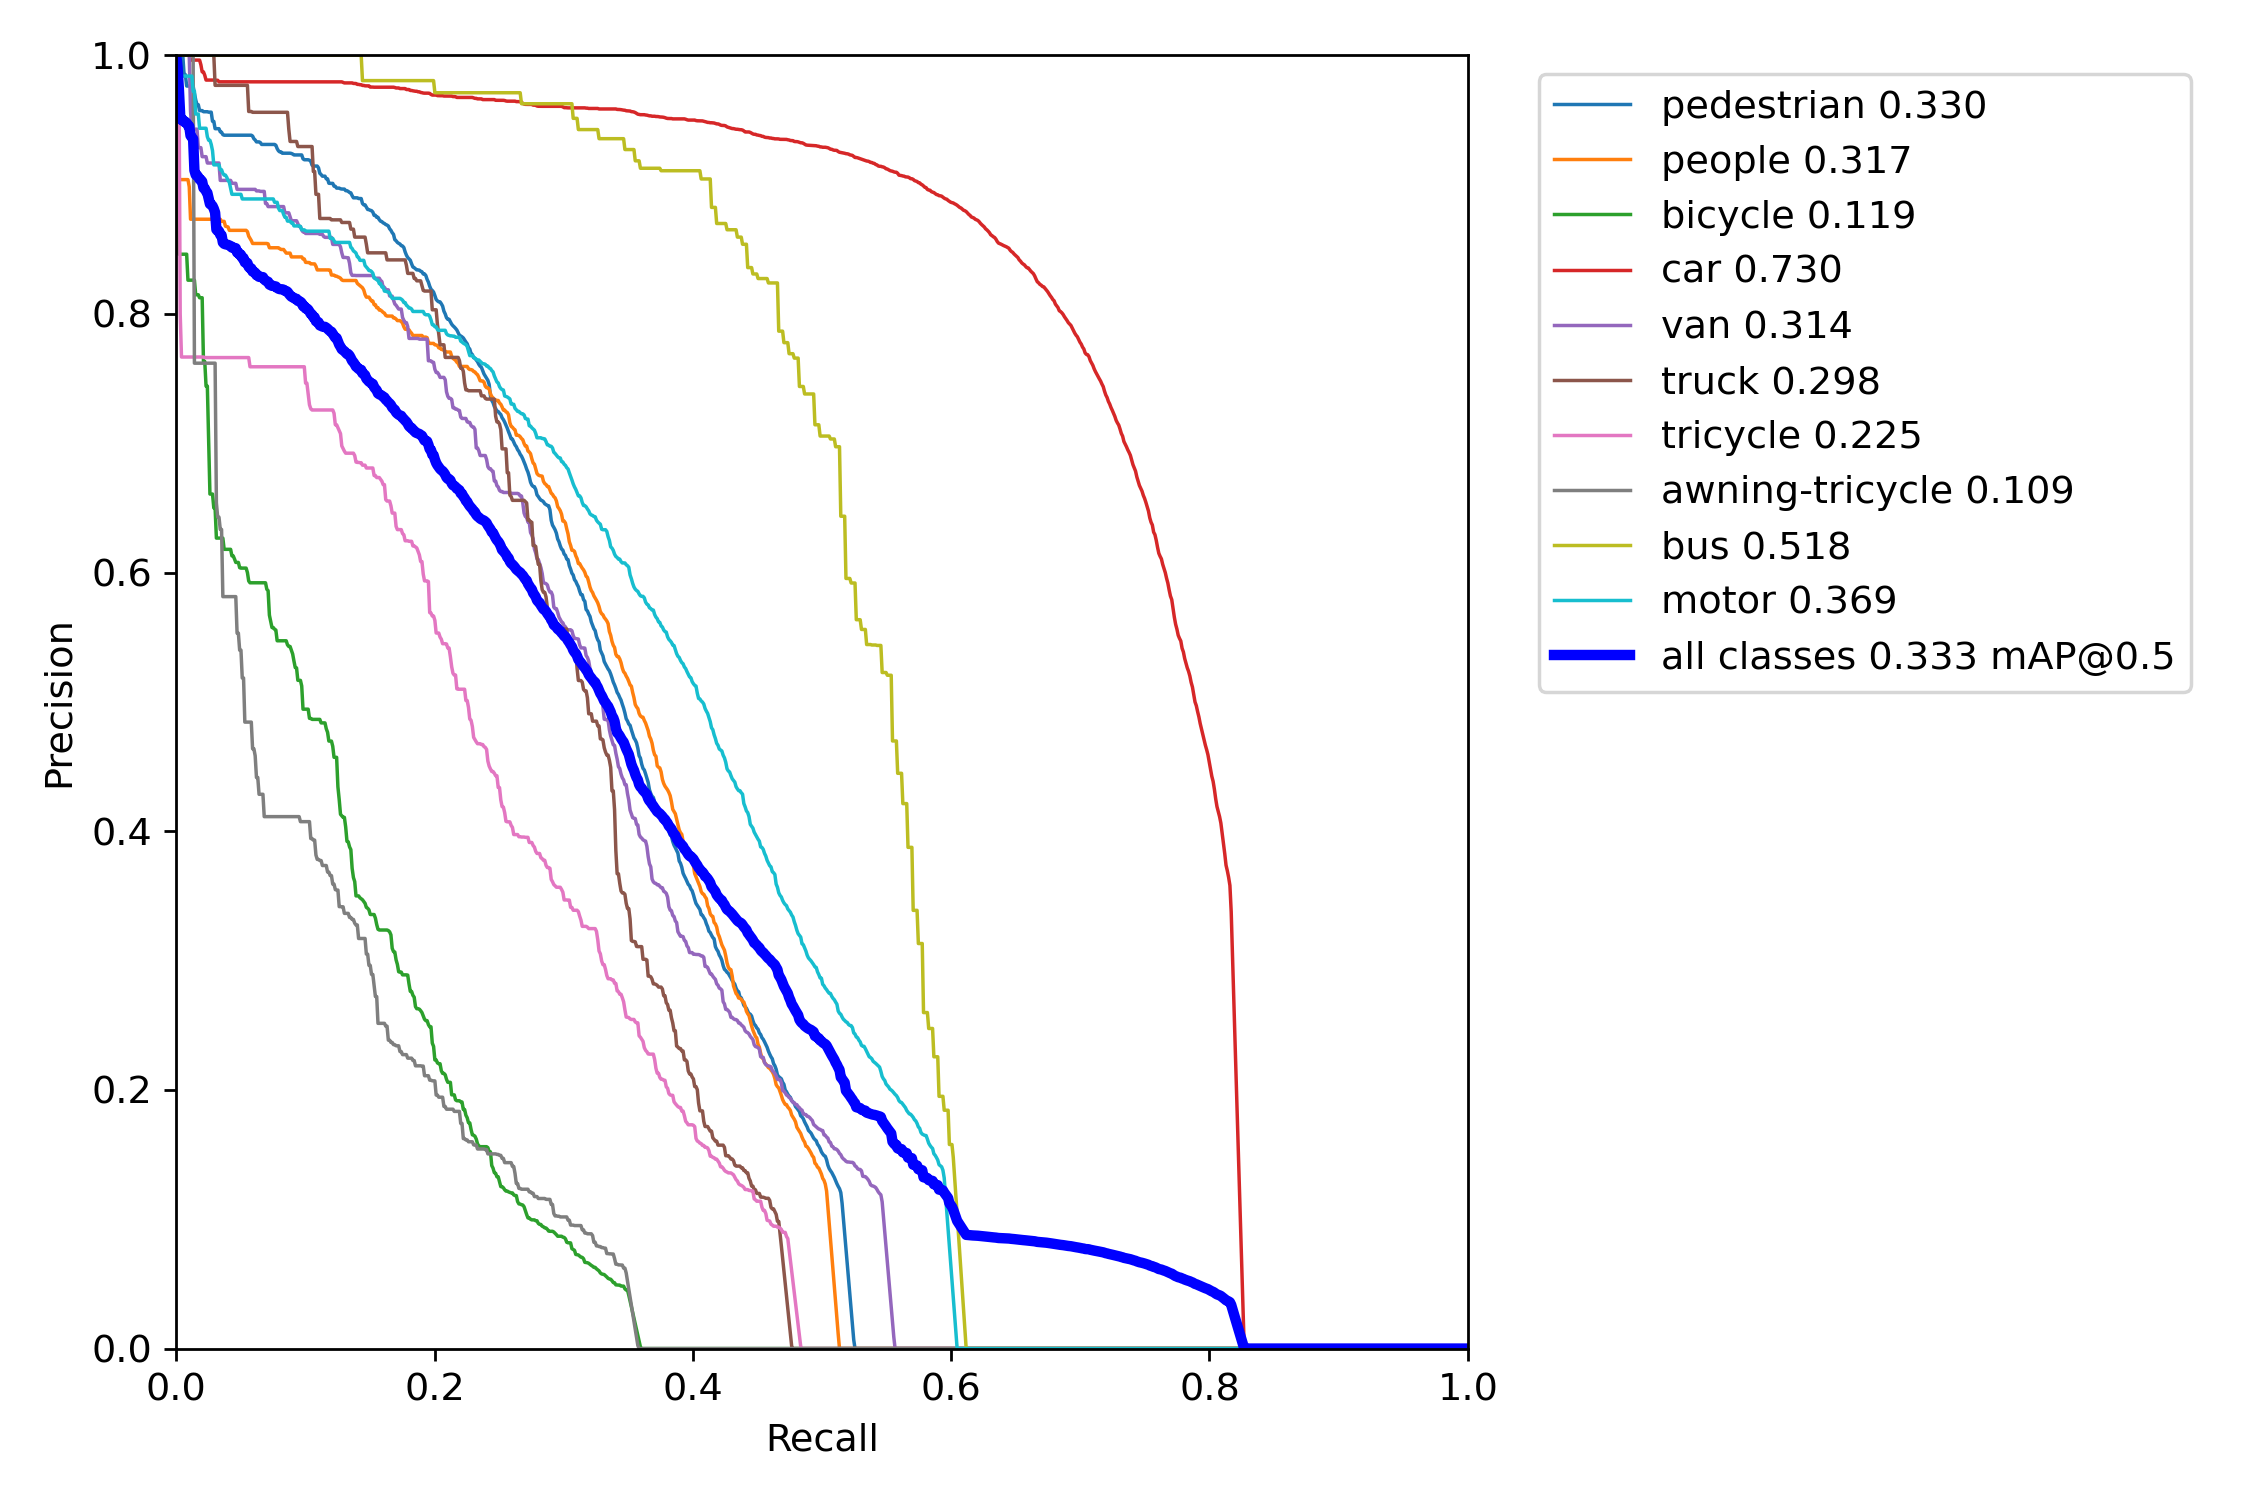 1.0
0.8
0.6
0.4
0.2
0.0
Precision
0.0 0.2 0.4 0.6 0.8 1.0
Recall
pedestrian 0.330
people 0.317
bicycle 0.119
car 0.730
van 0.314
truck 0.298
tricycle 0.225
awning-tricycle 0.109
bus 0.518
motor 0.369
all classes 0.333 mAP@0.5